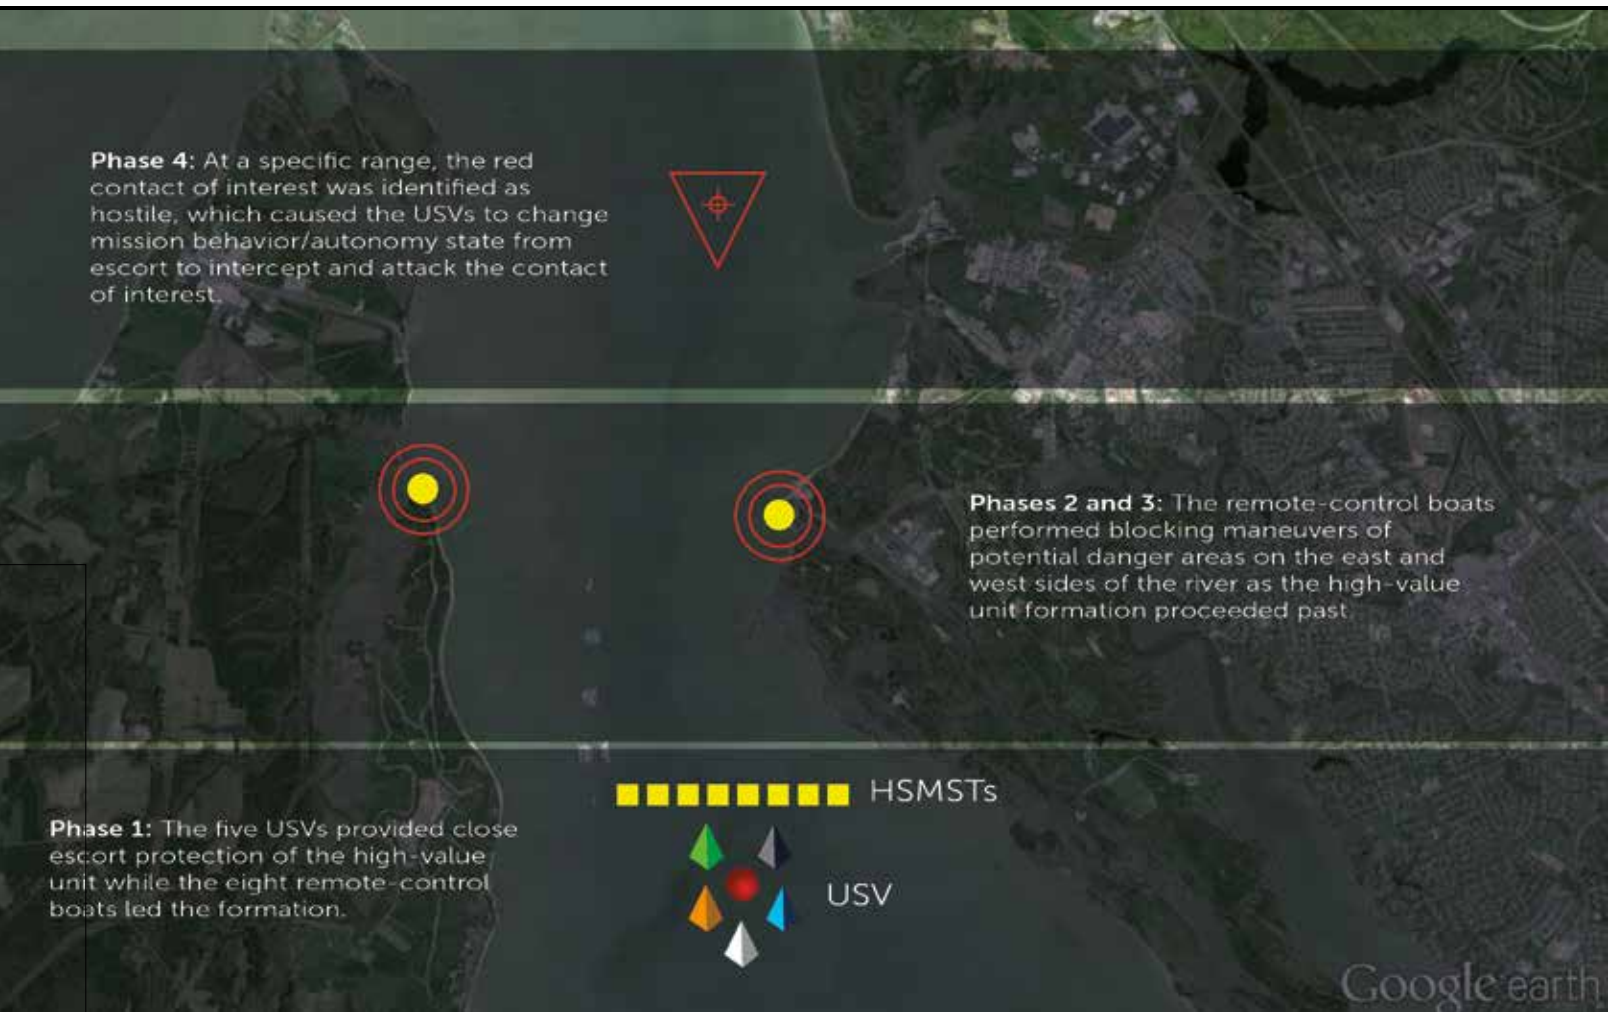 Phase 4: At a specific range, the red
contact of interest was identified as
hostile, which caused the USVs to change
mission behavior/autonomy state from
escort to intercept and attack the contact
of interest.
Phases 2 and 3: The remote-control boats
performed blocking maneuvers of
potential danger areas on the east and
west sides of the river as the high-value
unit formation proceeded past
HSMSTs
Phase 1: The five USVs provided close
escort protection of the high-value
unit while the eight remote-control
boats led the formation.
USV
Google earth